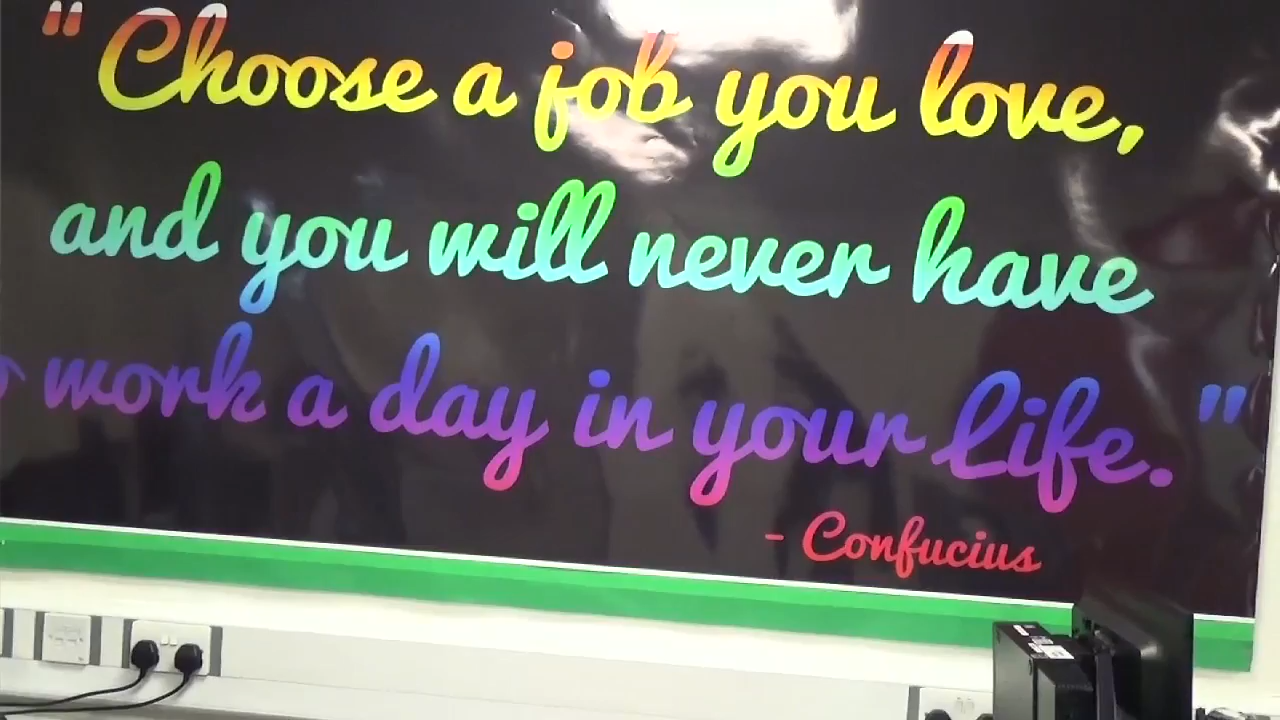 "Choose a job you love,
and you will never have
work a day in your life."
- Confucius